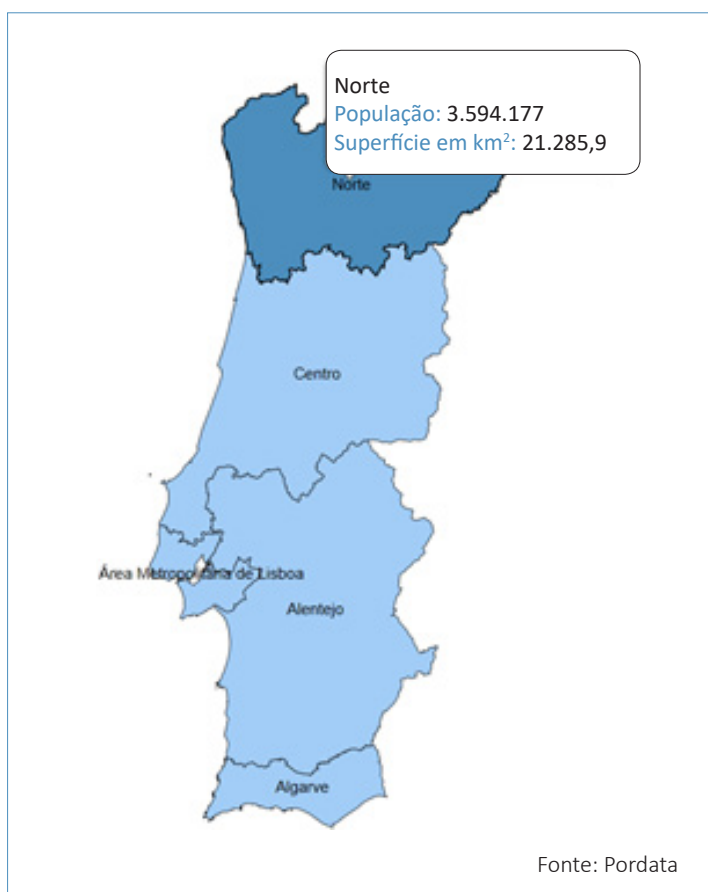 Norte
População: 3.594.177
Superfície em km²: 21.285,9
Norte
Centro
Área Metropolitana de Lisboa
Alentejo
Algarve
Fonte: Pordata